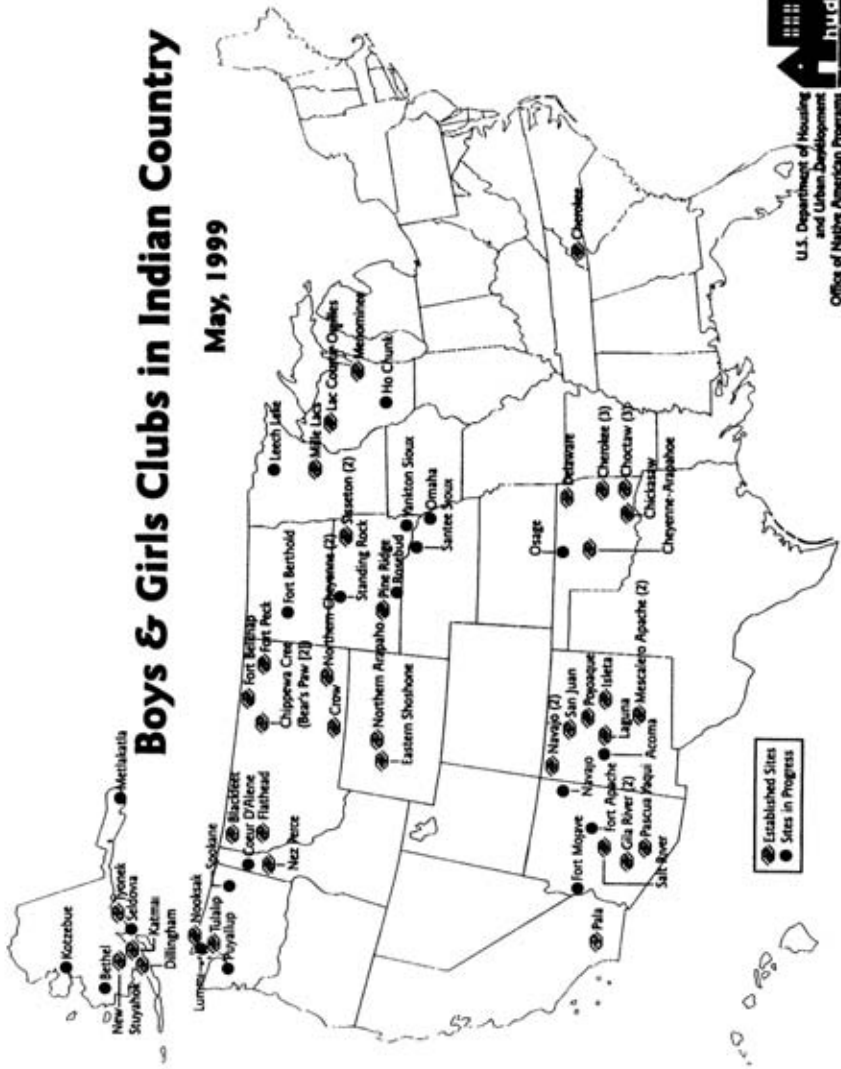 Boys & Girls Clubs in Indian Country
May, 1999
Kotzebue
Bethel
New
Stuyahok
Tyonek
Seldovia
Katmai
Dillingham
Metlakatla
Lummi
Nooksak
Tulalip
Puyallup
Spokane
Blackfeet
Coeur D'Alene
Flathead
Nez Perce
Fort Belknap
Fort Peck
Chippewa Cree
(Bear's Paw [2])
Fort Berthold
Northern Cheyenne (2)
Crow
Standing Rock
Sisseton (2)
Northern Arapaho
Eastern Shoshone
Pine Ridge
Rosebud
Yankton Sioux
Omaha
Santee Sioux
Leech Lake
Mille Lacs
Lac Courte Oreilles
Menominee
Ho Chunk
Cherokee
Osage
Delaware
Cherokee (3)
Choctaw (3)
Chickasaw
Cheyenne-Arapahoe
Navajo (2)
San Juan
Pojoaque
Isleta
Mescalero Apache (2)
Laguna
Acoma
Navajo
Fort Mojave
Fort Apache
Gila River (2)
Pascua Yaqui
Salt River
Pala
Established Sites
Sites in Progress
U.S. Department of Housing
and Urban Development
Office of Native American Programs
hud